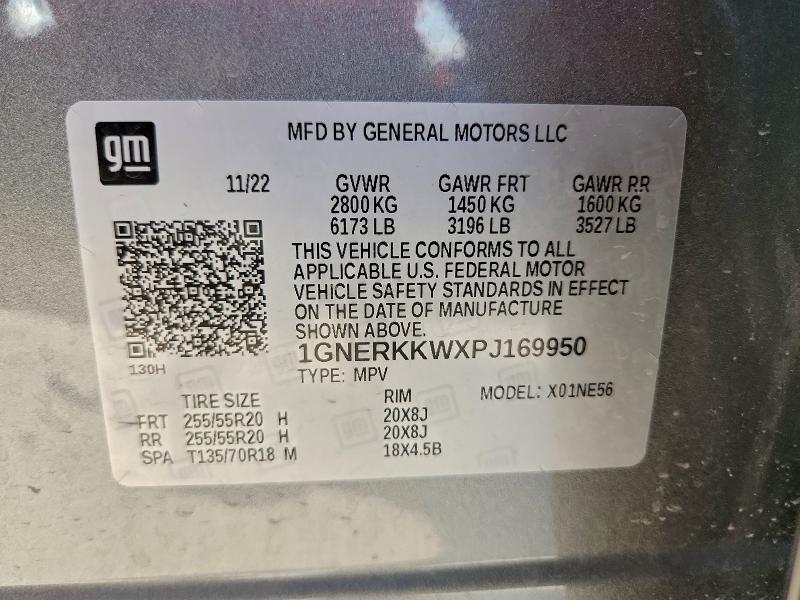 gm
MFD BY GENERAL MOTORS LLC
11/22 GVWR GAWR FRT GAWR RR
2800 KG 1450 KG 1600 KG
6173 LB 3196 LB 3527 LB
THIS VEHICLE CONFORMS TO ALL
APPLICABLE U.S. FEDERAL MOTOR
VEHICLE SAFETY STANDARDS IN EFFECT
ON THE DATE OF MANUFACTURE
SHOWN ABOVE.
1GNERKKWXPJ169950
130H
TYPE: MPV
TIRE SIZE RIM MODEL: X01NE56
FRT 255/55R20 H 20X8J
RR 255/55R20 H 20X8J
SPA T135/70R18 M 18X4.5B